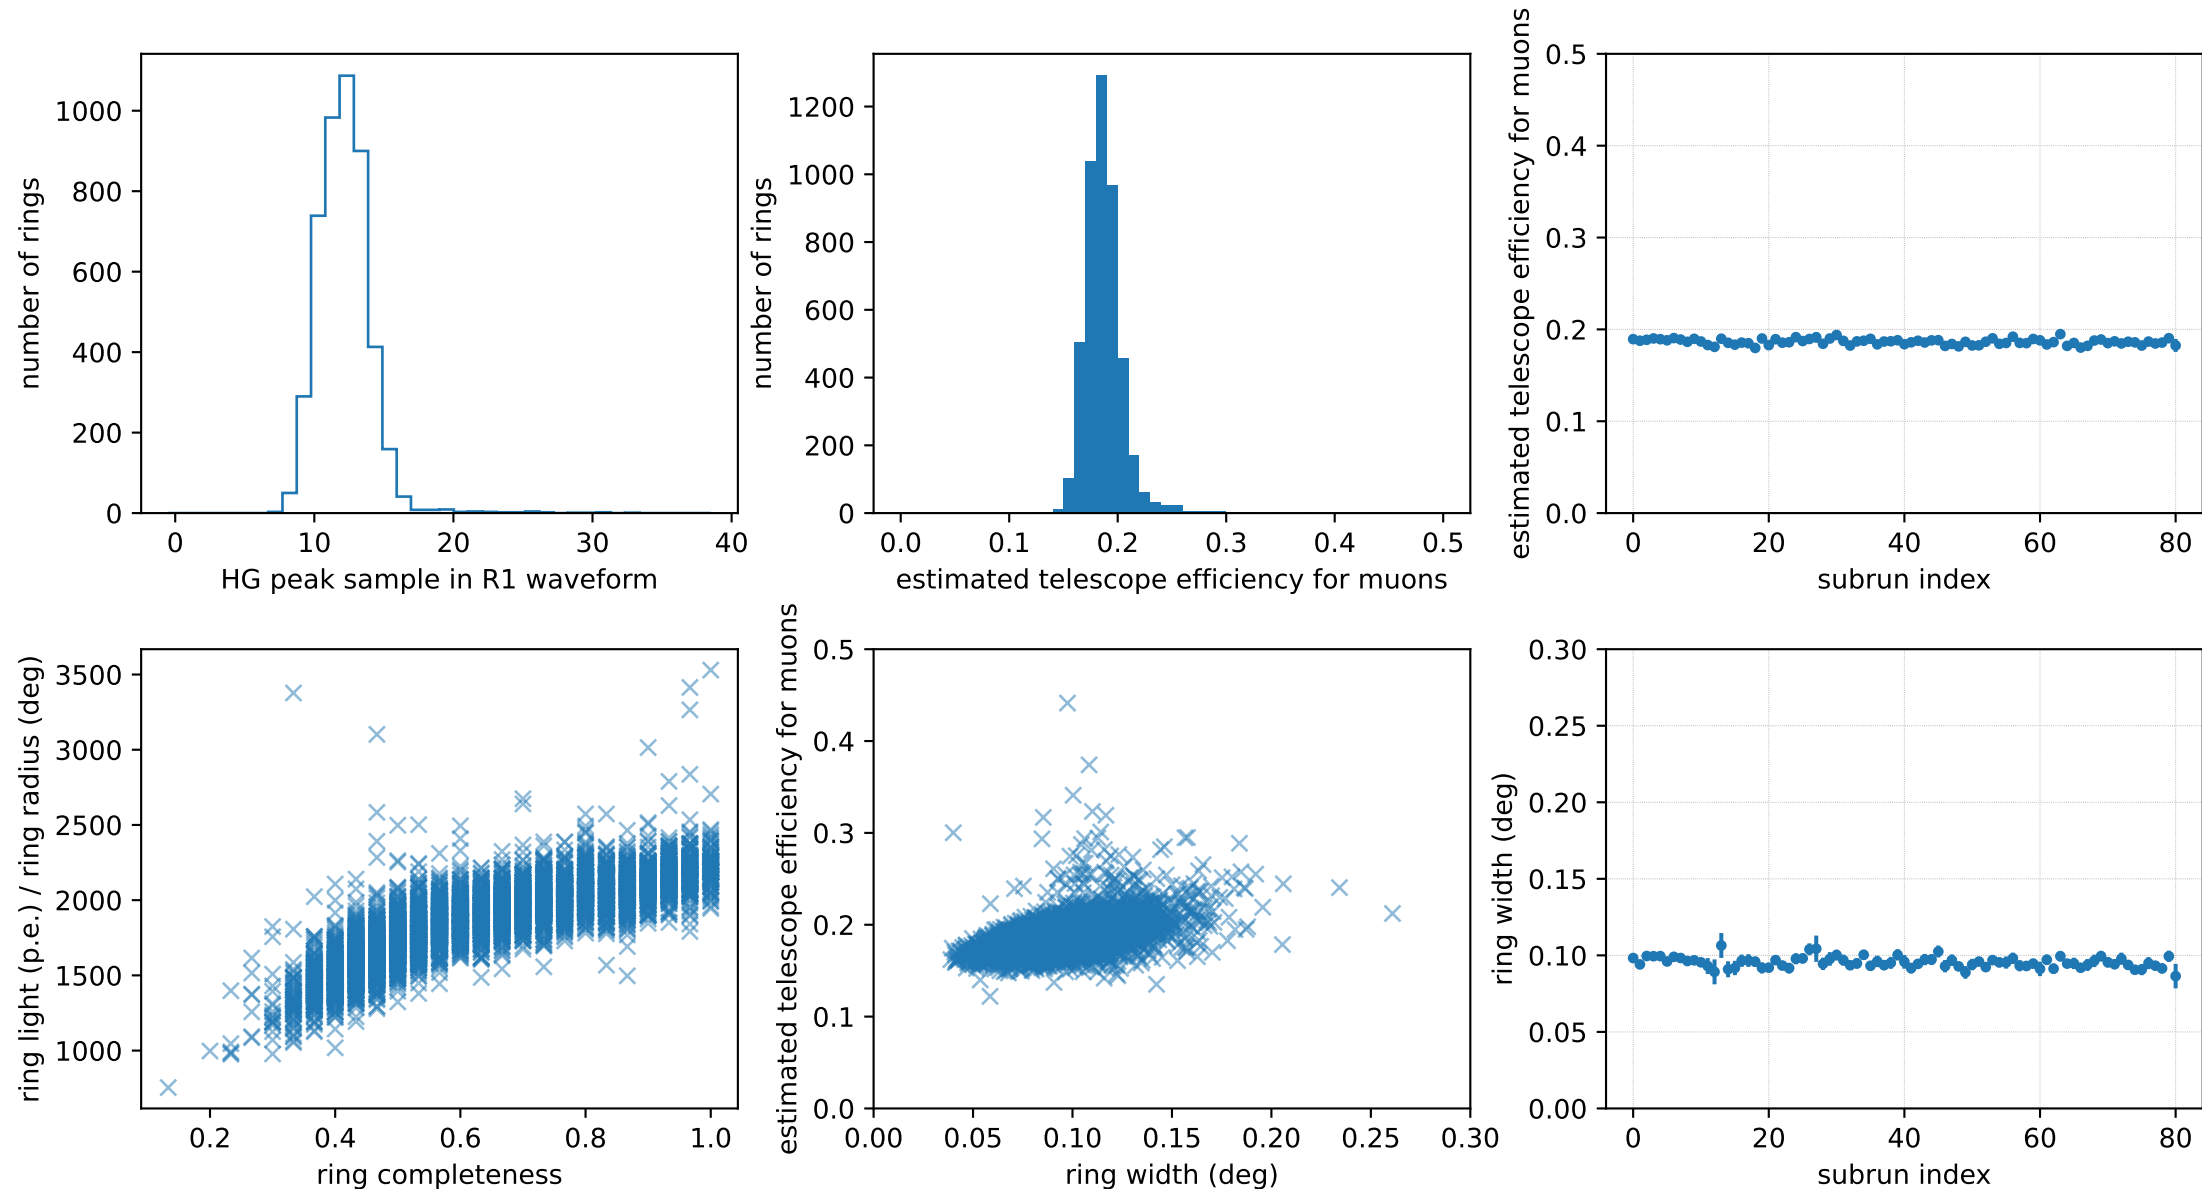 number of rings
1000
800
600
400
200
0
0 10 20 30 40
HG peak sample in R1 waveform
number of rings
1200
1000
800
600
400
200
0
0.0 0.1 0.2 0.3 0.4 0.5
estimated telescope efficiency for muons
estimated telescope efficiency for muons
0.5
0.4
0.3
0.2
0.1
0.0
0 20 40 60 80
subrun index
ring light (p.e.) / ring radius (deg)
3500
3000
2500
2000
1500
1000
0.2 0.4 0.6 0.8 1.0
ring completeness
estimated telescope efficiency for muons
0.5
0.4
0.3
0.2
0.1
0.0
0.00 0.05 0.10 0.15 0.20 0.25 0.30
ring width (deg)
ring width (deg)
0.30
0.25
0.20
0.15
0.10
0.05
0.00
0 20 40 60 80
subrun index